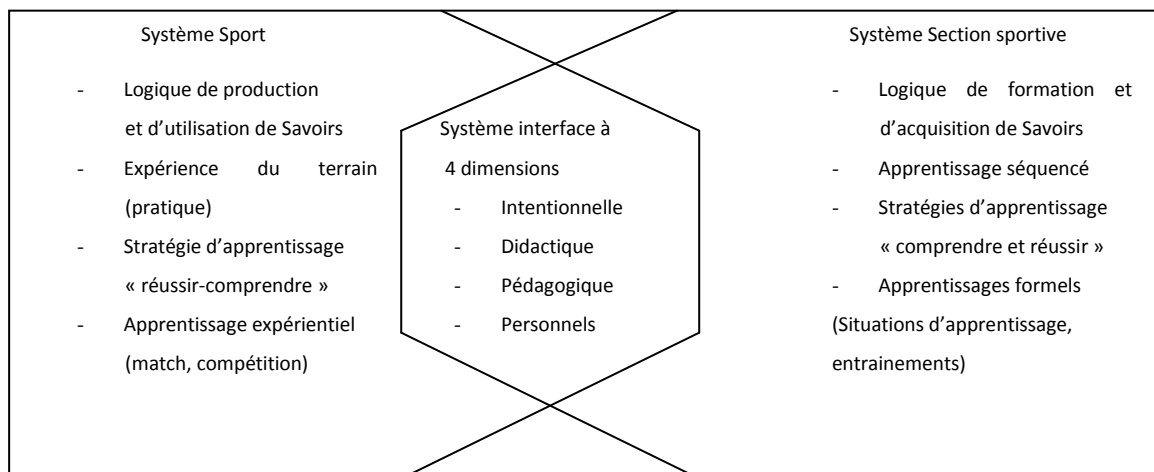 Système Sport
- Logique de production
et d’utilisation de Savoirs
- Expérience du terrain
(pratique)
- Stratégie d’apprentissage
« réussir-comprendre »
- Apprentissage expérientiel
(match, compétition)
Système interface à
4 dimensions
- Intentionnelle
- Didactique
- Pédagogique
- Personnels
Système Section sportive
- Logique de formation et
d’acquisition de Savoirs
- Apprentissage séquencé
- Stratégies d’apprentissage
« comprendre et réussir »
- Apprentissages formels
(Situations d’apprentissage,
entrainements)